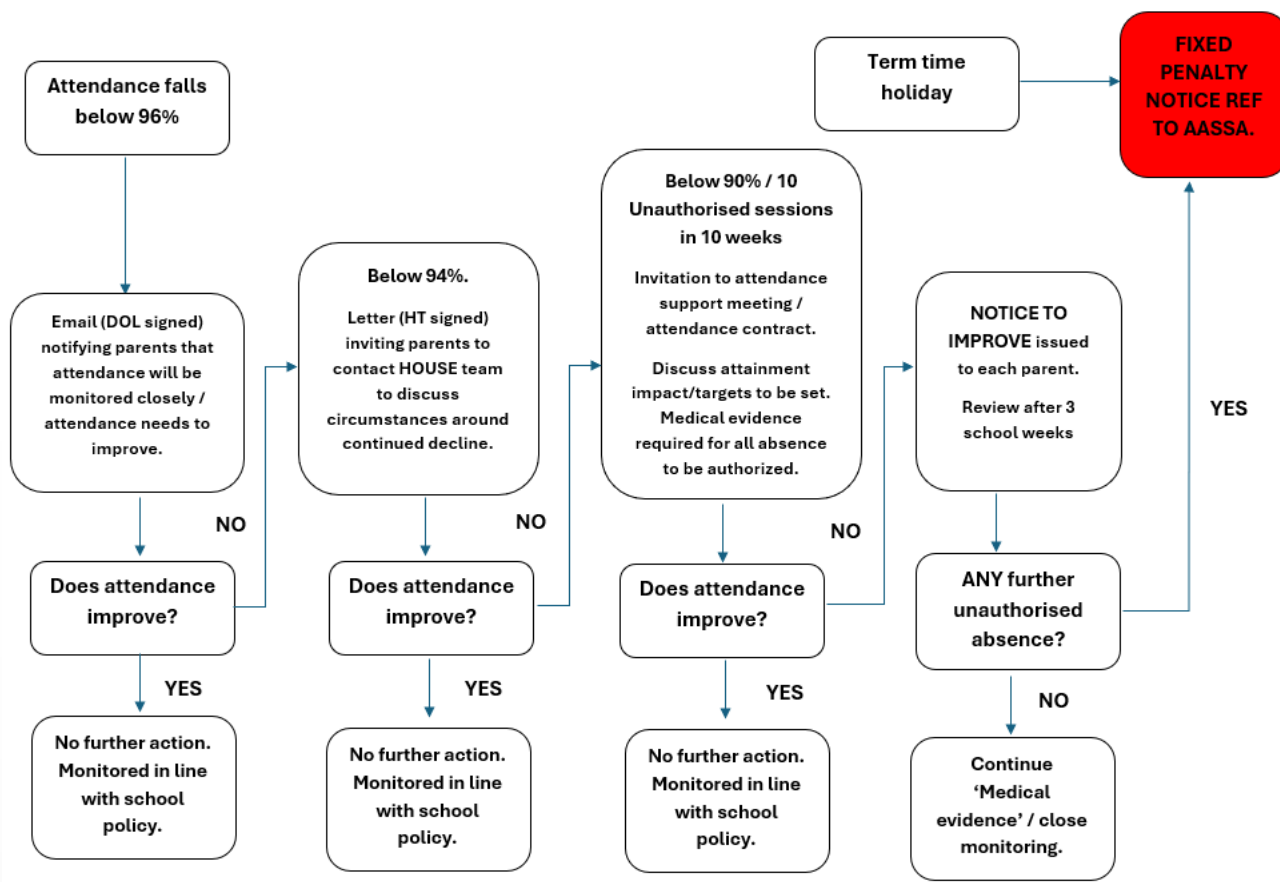 Attendance falls
below 96%
Email (DOL signed)
notifying parents that
attendance will be
monitored closely /
attendance needs to
improve.
NO
Does attendance
improve?
YES
No further action.
Monitored in line
with school
policy.
Below 94%.
Letter (HT signed)
inviting parents to
contact HOUSE team
to discuss
circumstances around
continued decline.
NO
Does attendance
improve?
YES
No further action.
Monitored in line
with school
policy.
Below 90% / 10
Unauthorised sessions
in 10 weeks
Invitation to attendance
support meeting /
attendance contract.
Discuss attainment
impact/targets to be set.
Medical evidence
required for all absence
to be authorized.
NO
Does attendance
improve?
YES
No further action.
Monitored in line
with school
policy.
NOTICE TO
IMPROVE issued
to each parent.
Review after 3
school weeks
ANY further
unauthorised
absence?
NO
Continue
‘Medical
evidence’ / close
monitoring.
YES
Term time
holiday
FIXED
PENALTY
NOTICE REF
TO AASSA.